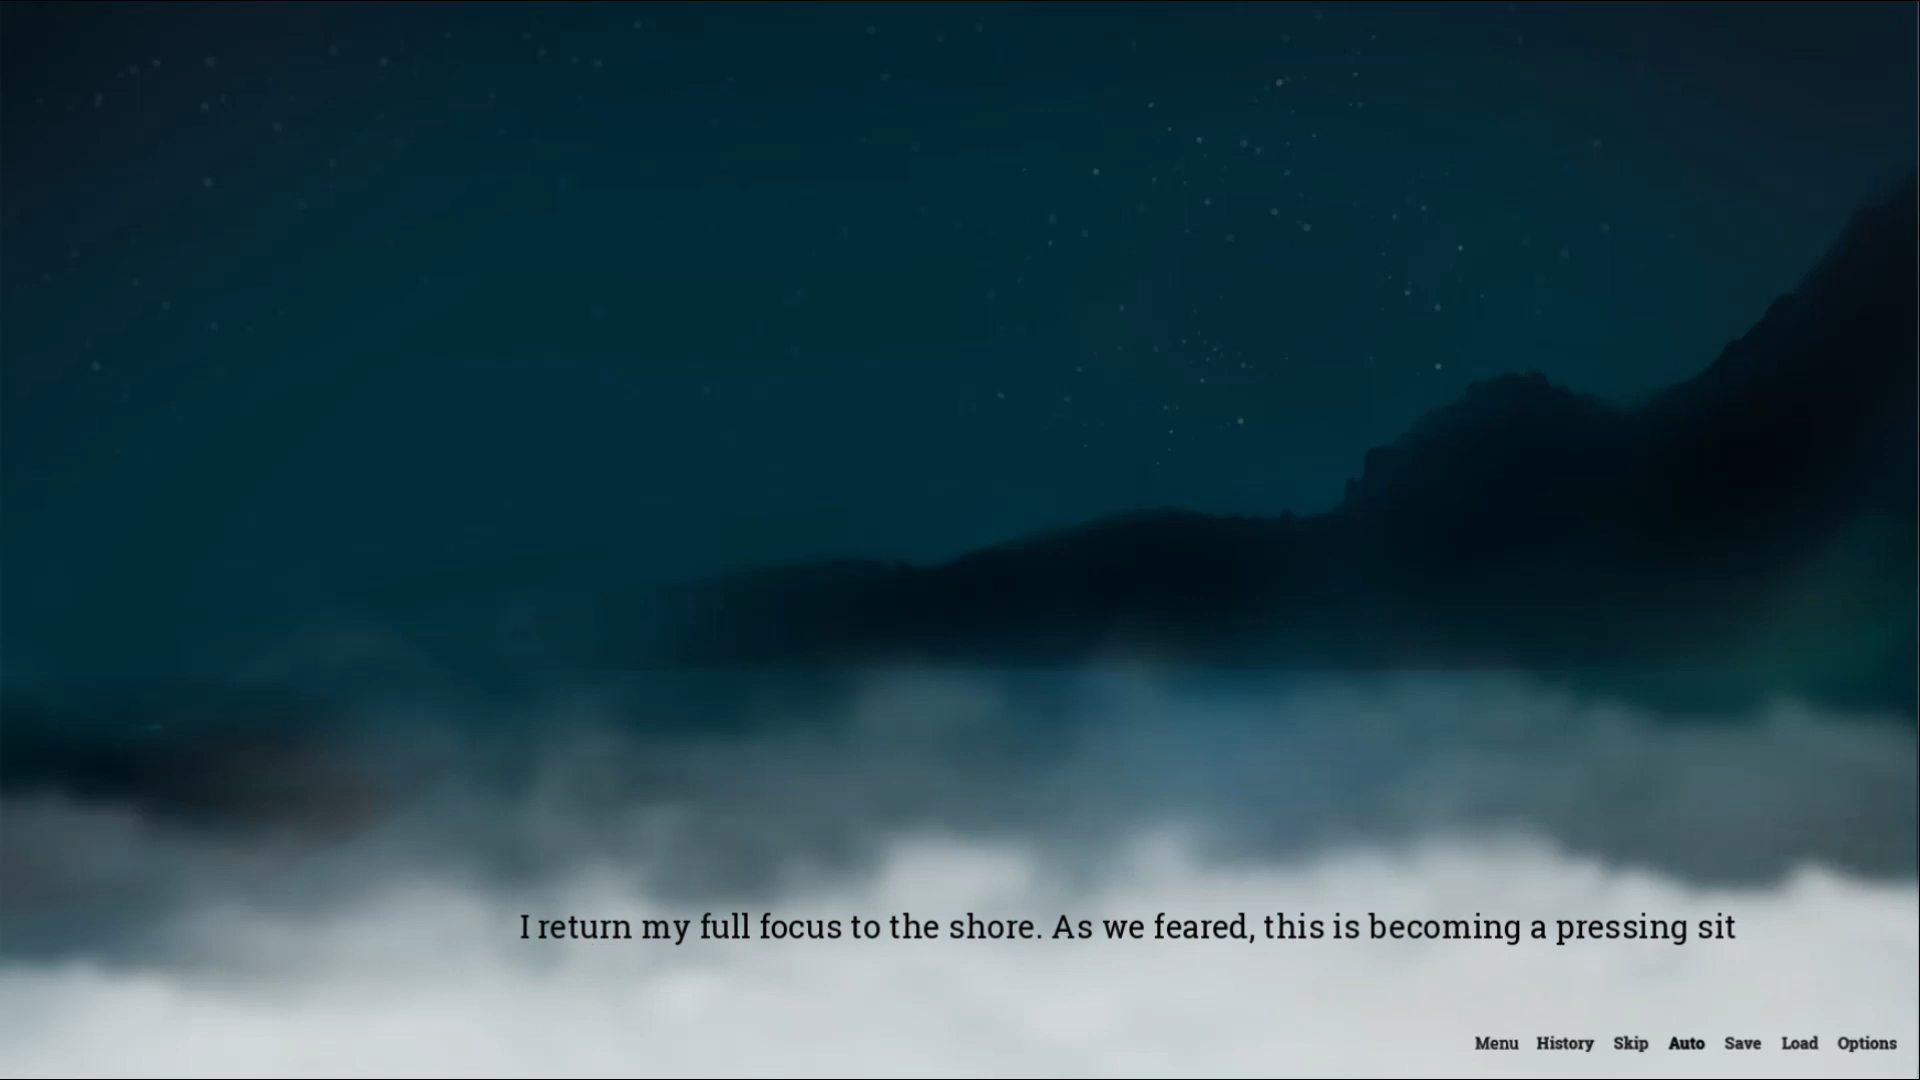 I return my full focus to the shore. As we feared, this is becoming a pressing sit
Menu History Skip Auto Save Load Options